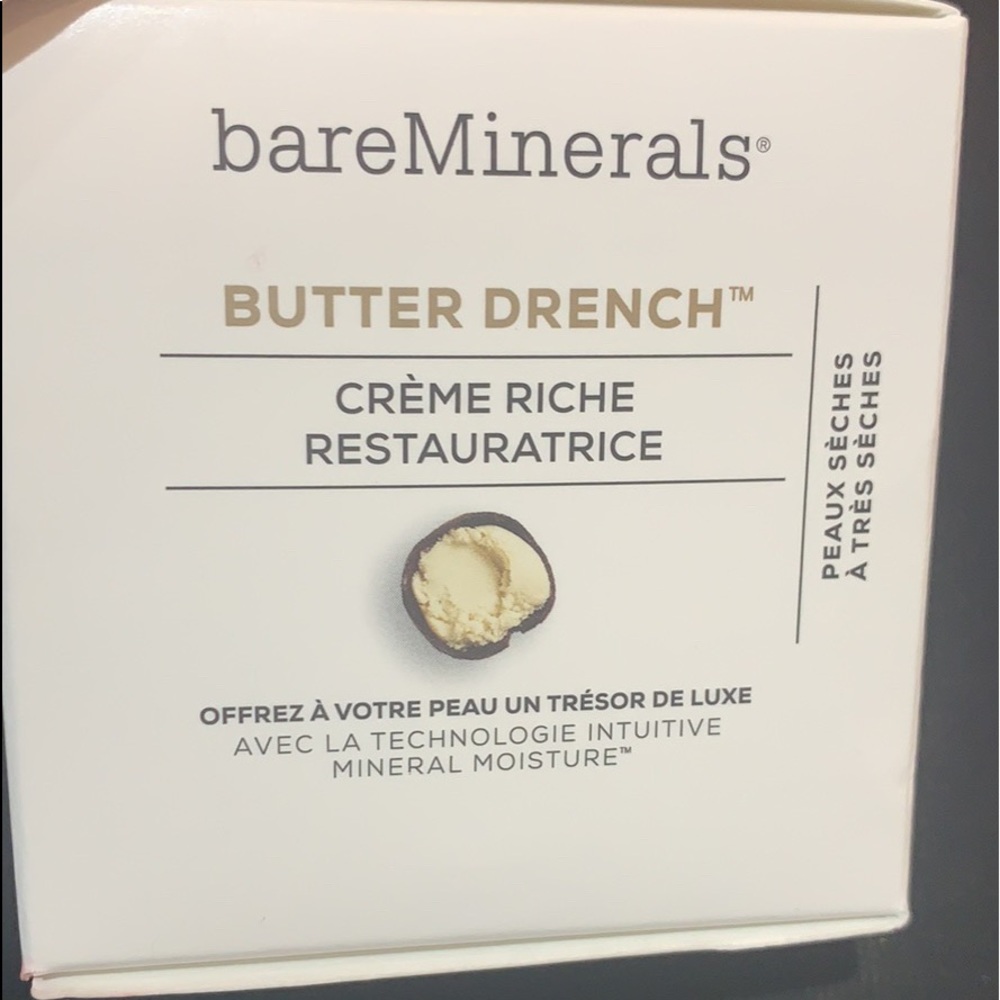 bareMinerals®
BUTTER DRENCH™
CRÈME RICHE
RESTAURATRICE
PEAUX SÈCHES
À TRÈS SÈCHES
OFFREZ À VOTRE PEAU UN TRÉSOR DE LUXE
AVEC LA TECHNOLOGIE INTUITIVE
MINERAL MOISTURE™